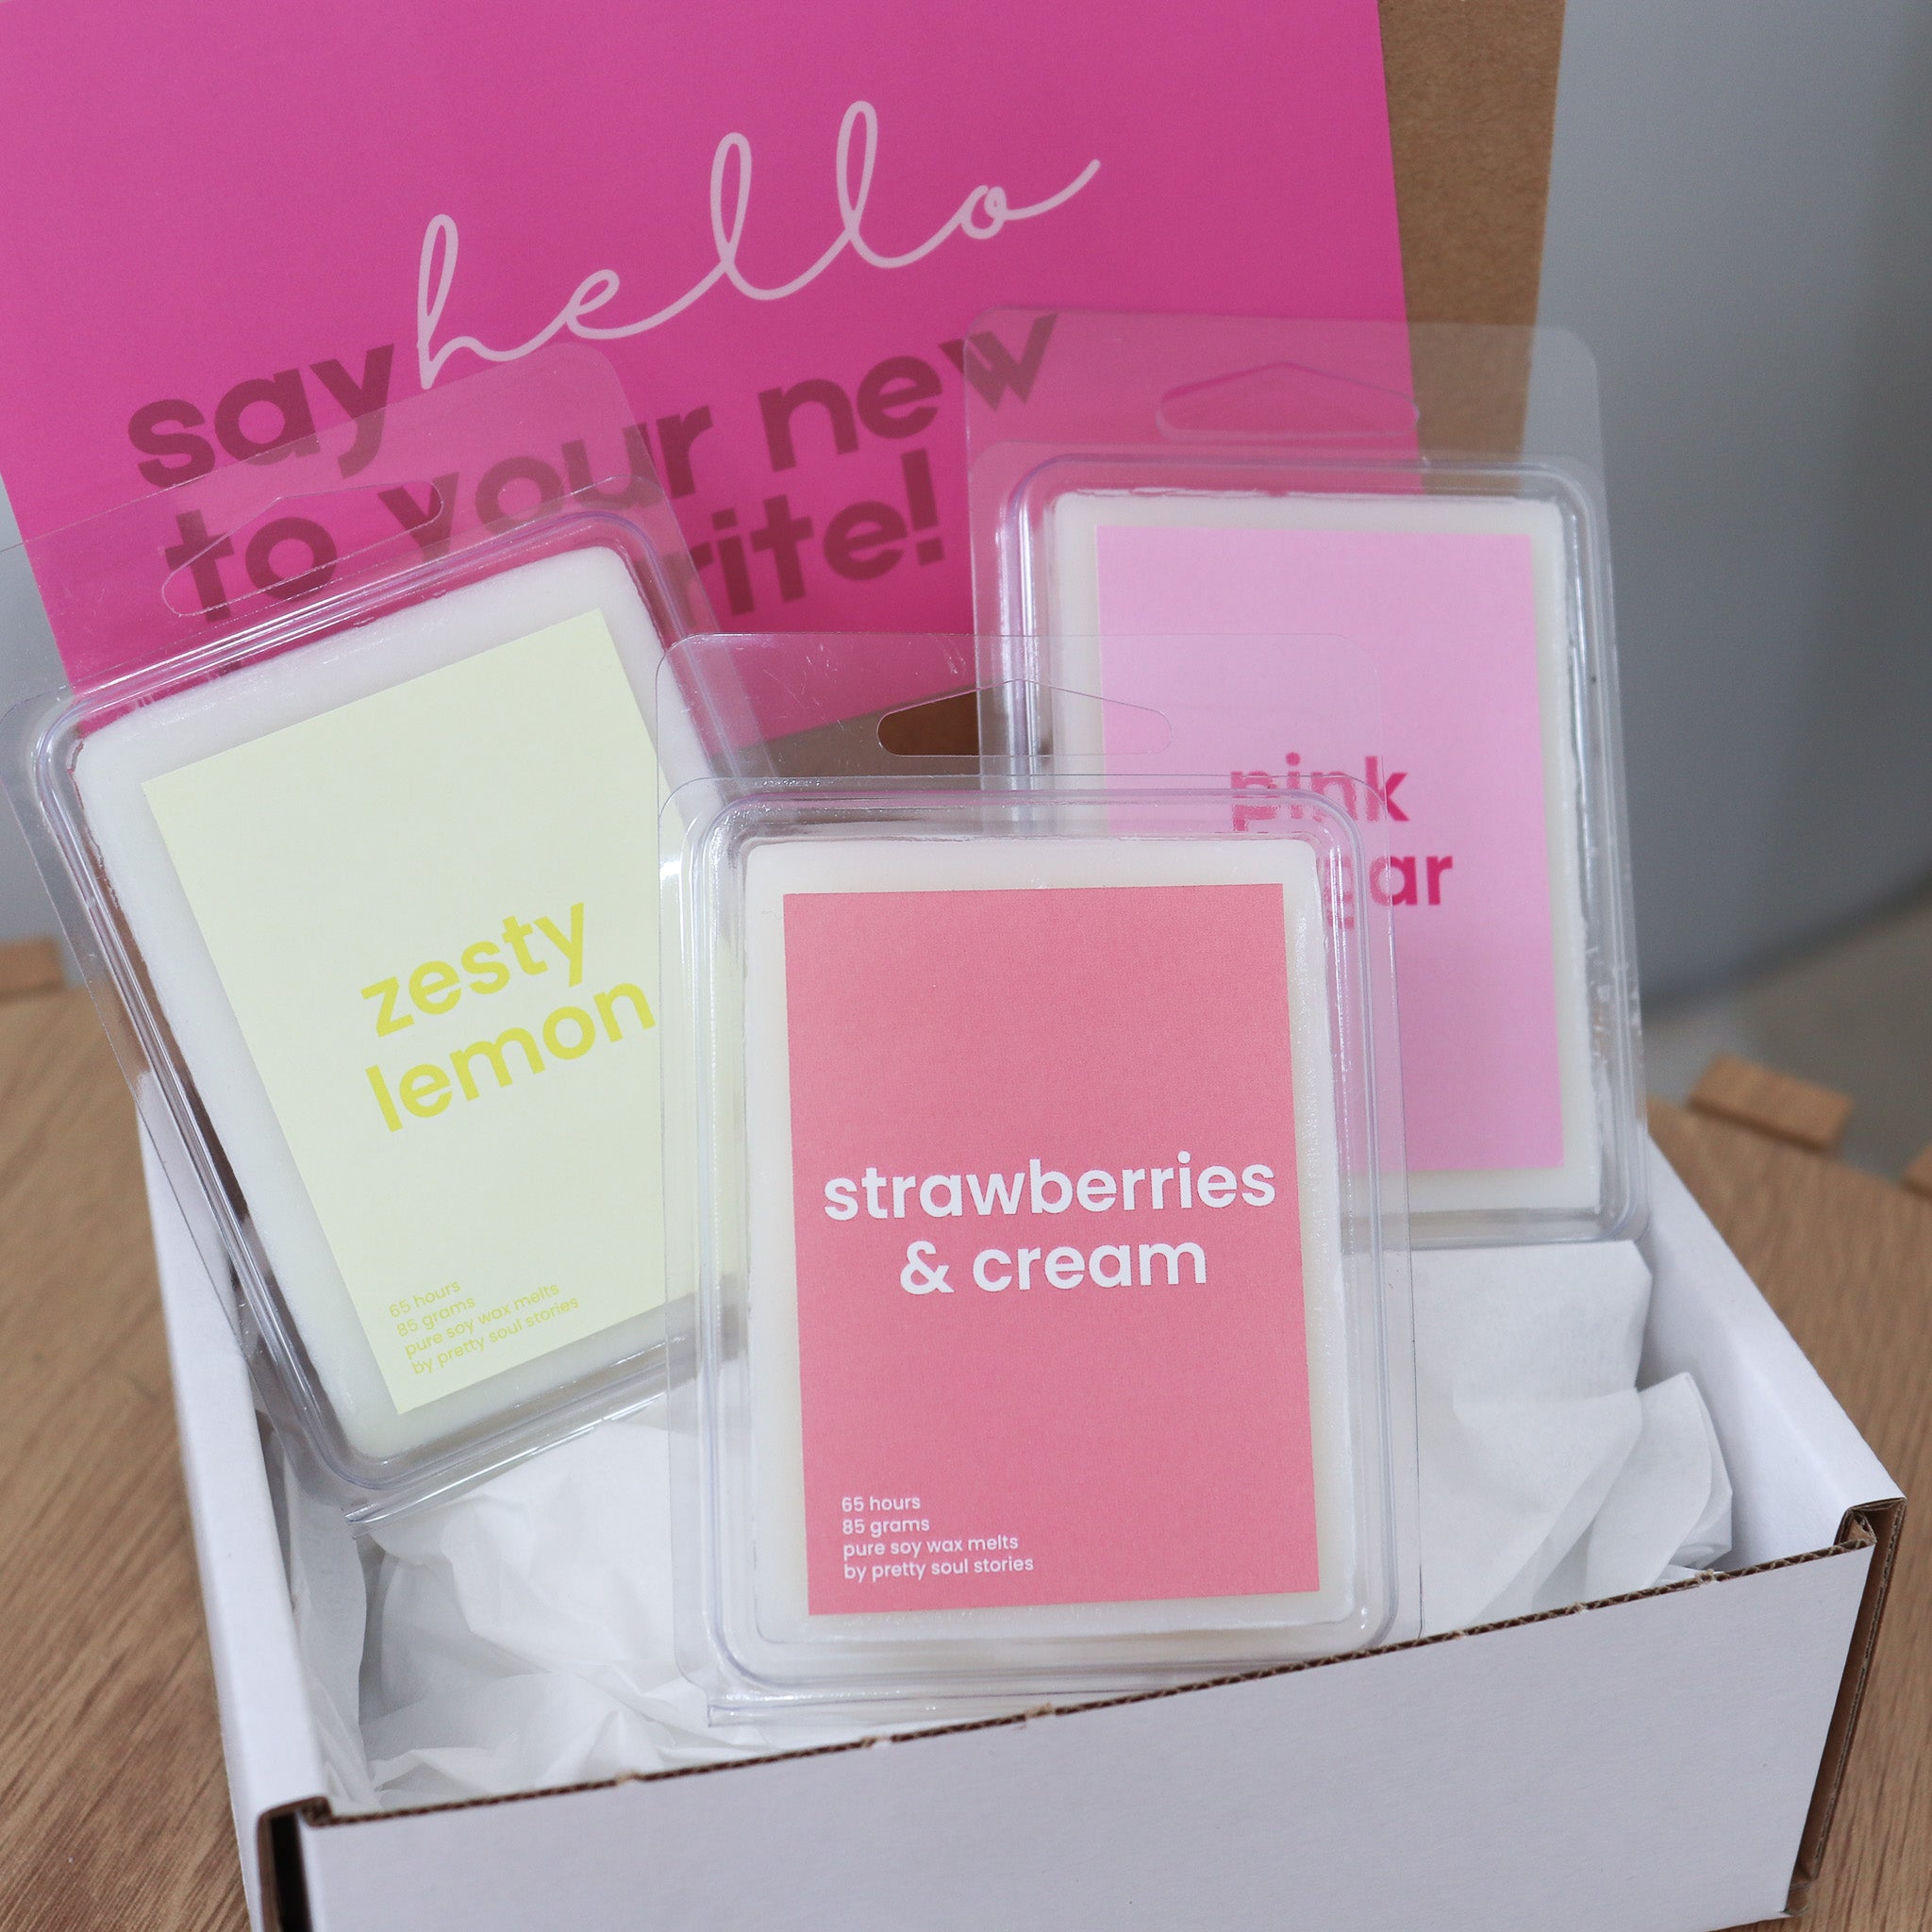 say hello
to your new
rite!
zesty
lemon
65 hours
85 grams
pure soy wax melts
by pretty soul stories
pink
gar
strawberries
& cream
65 hours
85 grams
pure soy wax melts
by pretty soul stories